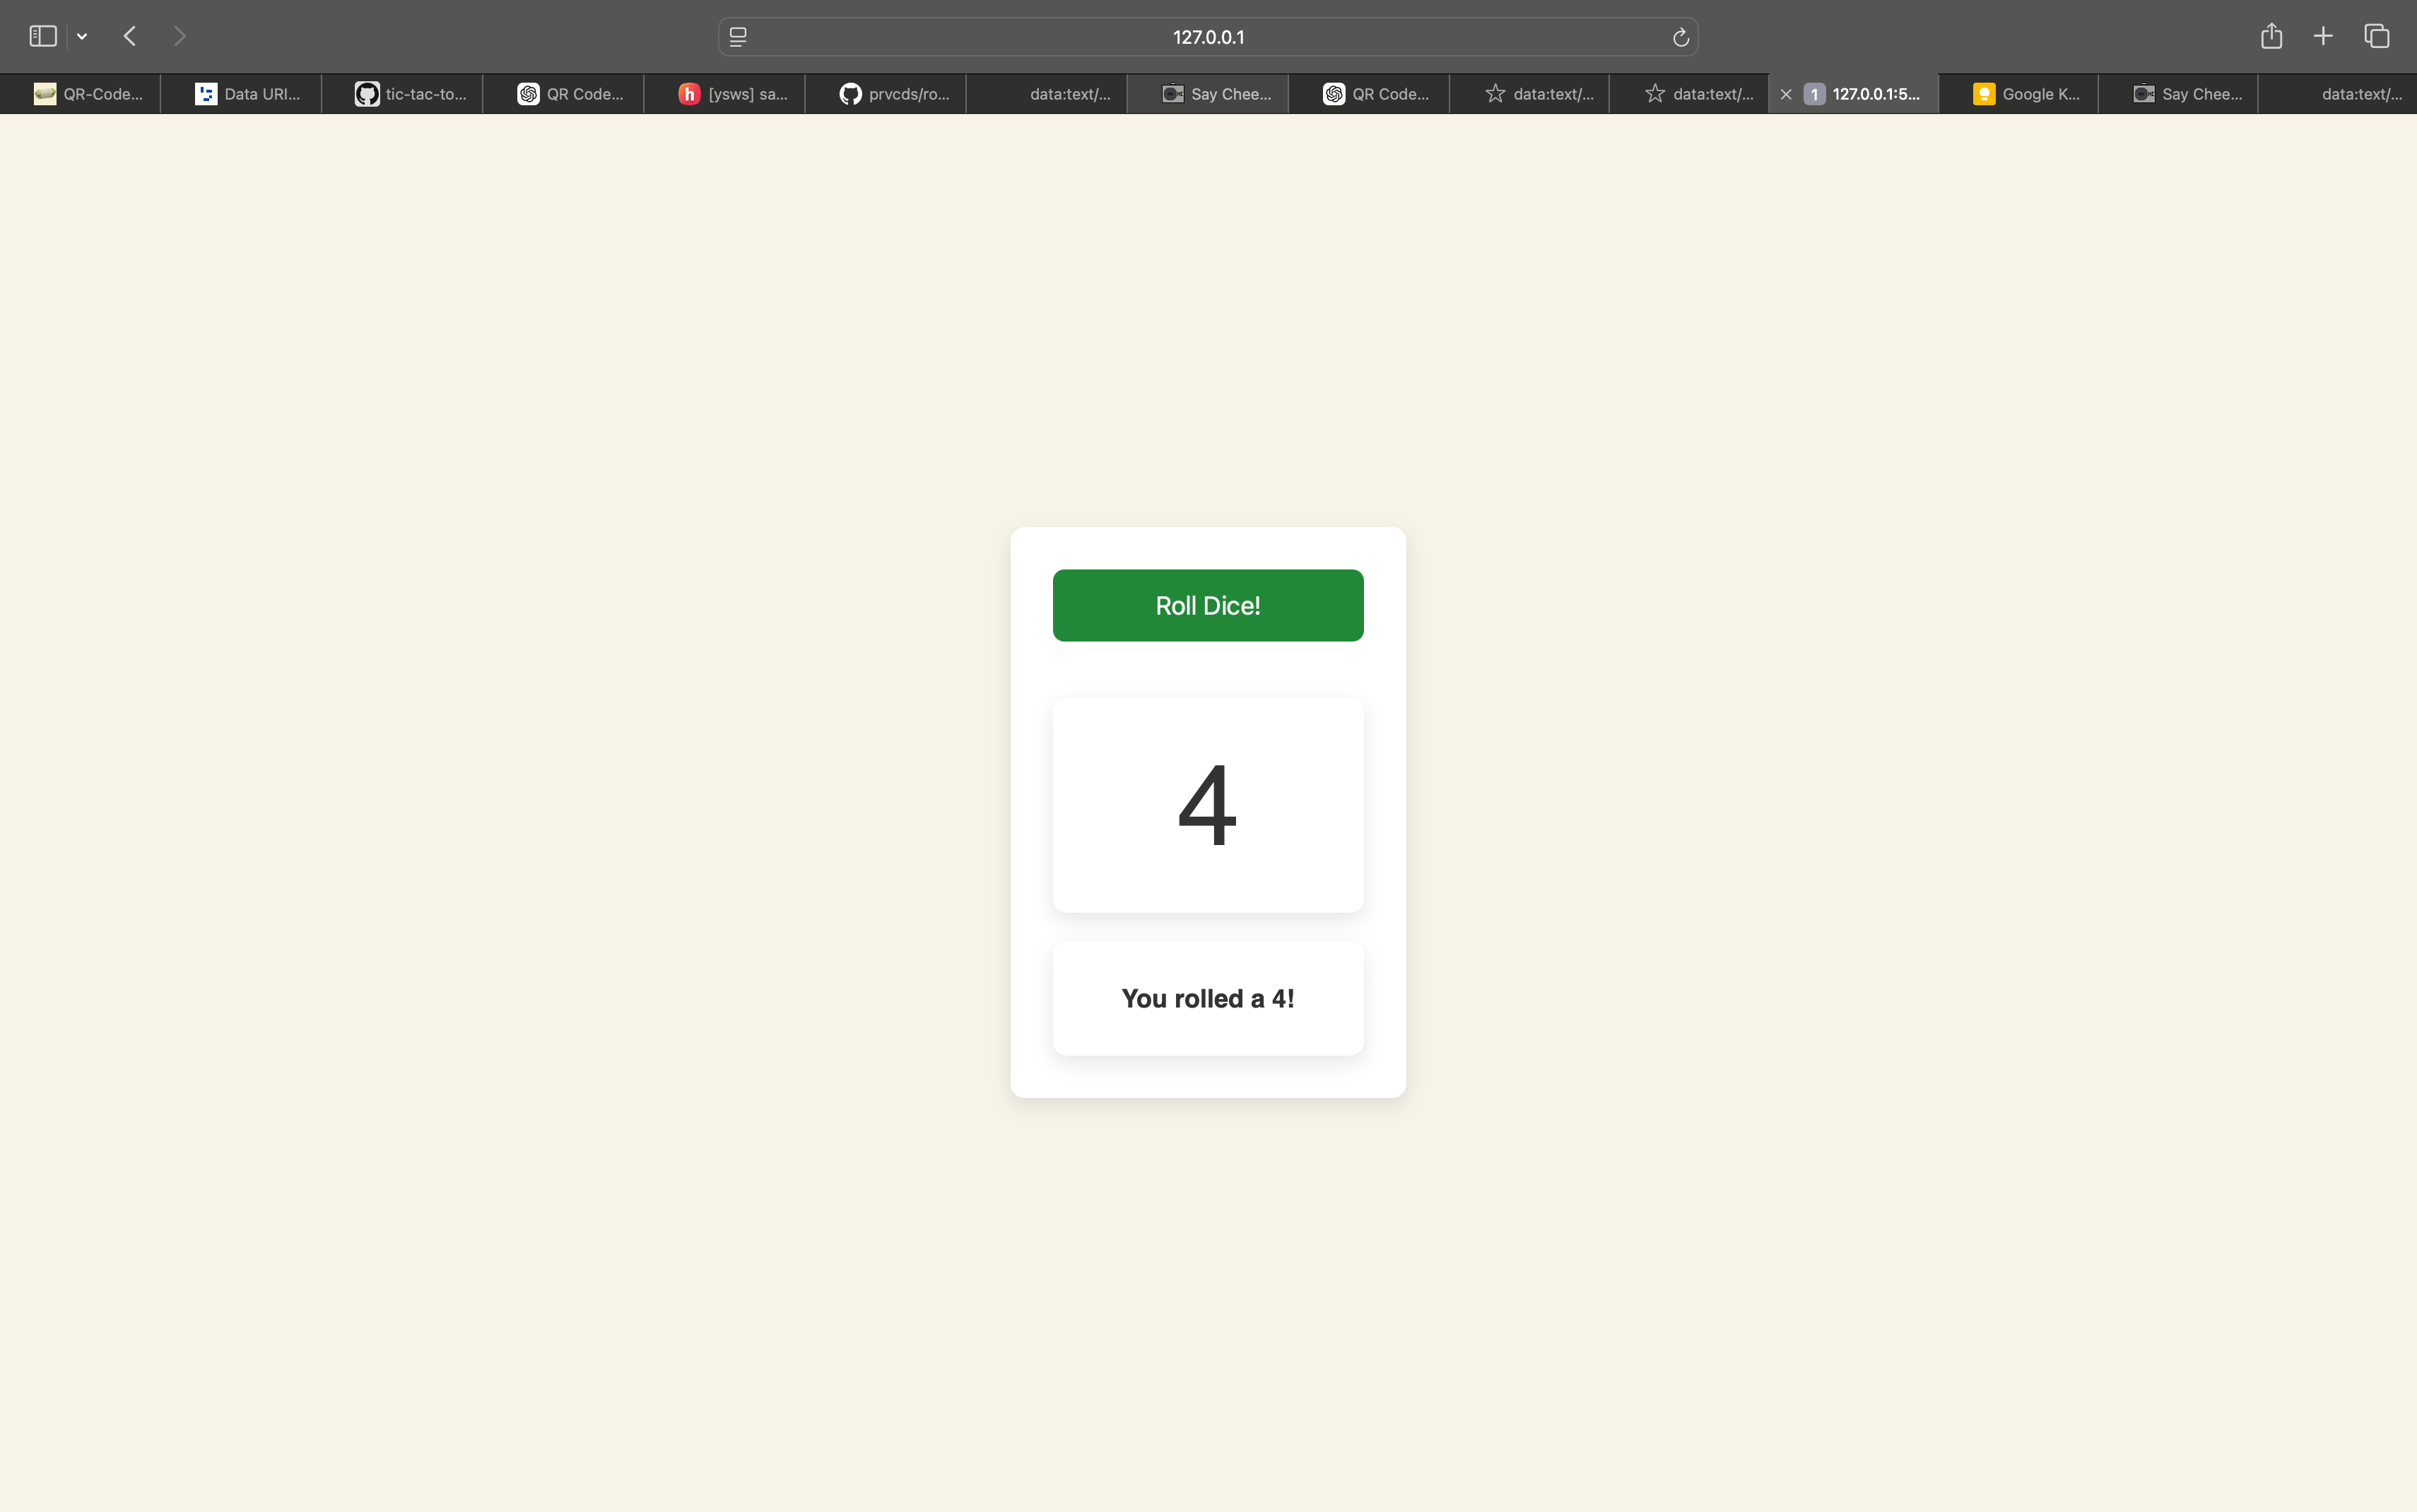 127.0.0.1
QR-Code...
Data URI...
tic-tac-to...
QR Code...
[ysws] sa...
prvcds/ro...
data:text/...
Say Chee...
QR Code...
data:text/...
data:text/...
1 127.0.0.1:5...
Google K...
Say Chee...
data:text/...
Roll Dice!
4
You rolled a 4!